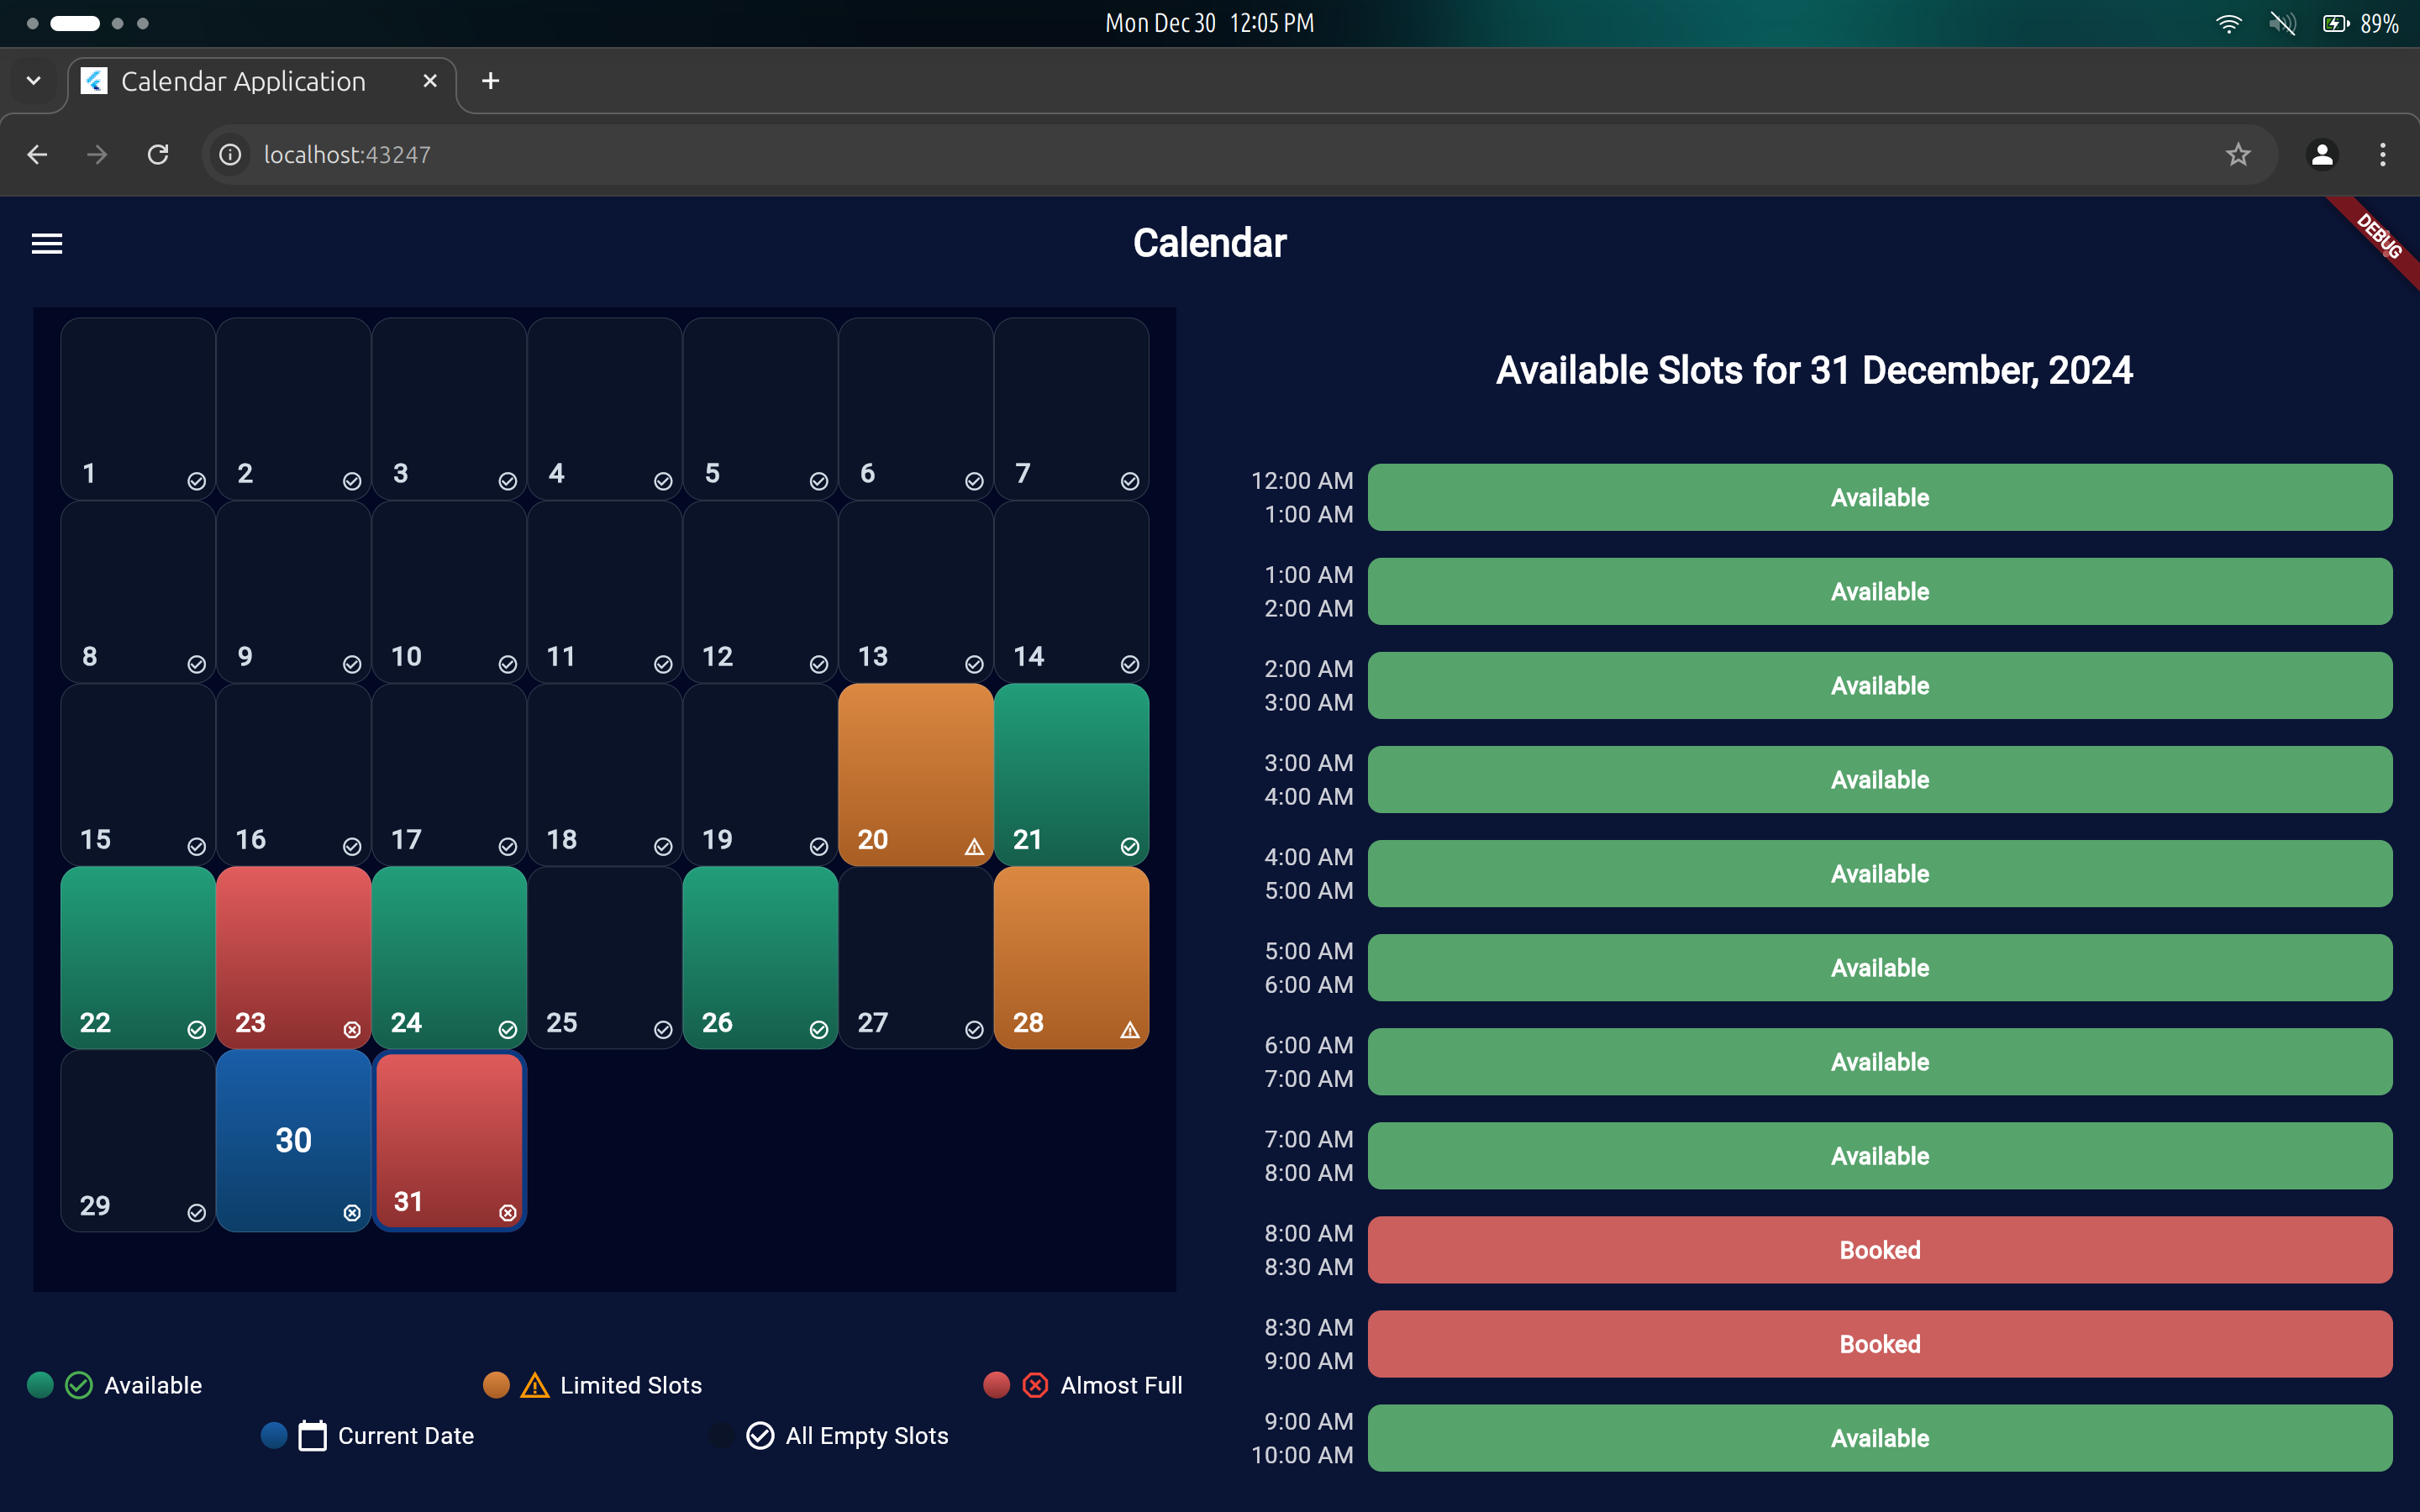 Mon Dec 30 12:05 PM
89%
Calendar Application
localhost:43247
Calendar
DEBUG
1 2 3 4 5 6 7
8 9 10 11 12 13 14
15 16 17 18 19 20 21
22 23 24 25 26 27 28
29 30 31
Available
Limited Slots
Almost Full
Current Date
All Empty Slots
Available Slots for 31 December, 2024
12:00 AM
1:00 AM
Available
1:00 AM
2:00 AM
Available
2:00 AM
3:00 AM
Available
3:00 AM
4:00 AM
Available
4:00 AM
5:00 AM
Available
5:00 AM
6:00 AM
Available
6:00 AM
7:00 AM
Available
7:00 AM
8:00 AM
Available
8:00 AM
8:30 AM
Booked
8:30 AM
9:00 AM
Booked
9:00 AM
10:00 AM
Available